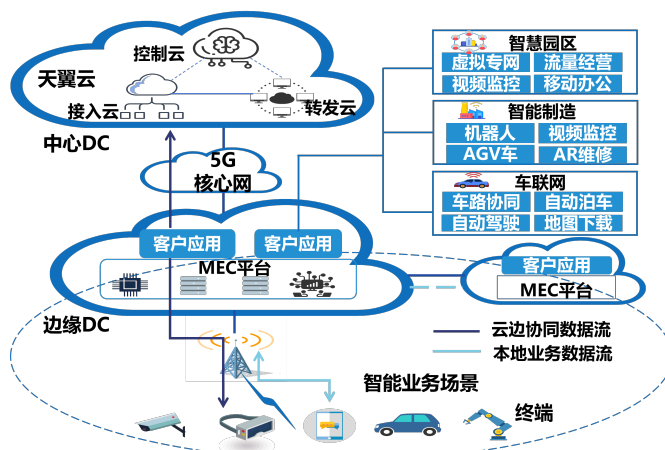 控制云
天翼云
接入云
转发云
中心DC
5G
核心网
智慧园区
虚拟专网
流量经营
视频监控
移动办公
智能制造
机器人
视频监控
AGV车
AR维修
车联网
车路协同
自动泊车
自动驾驶
地图下载
客户应用
客户应用
MEC平台
边缘DC
客户应用
MEC平台
云边协同数据流
本地业务数据流
智能业务场景
终端